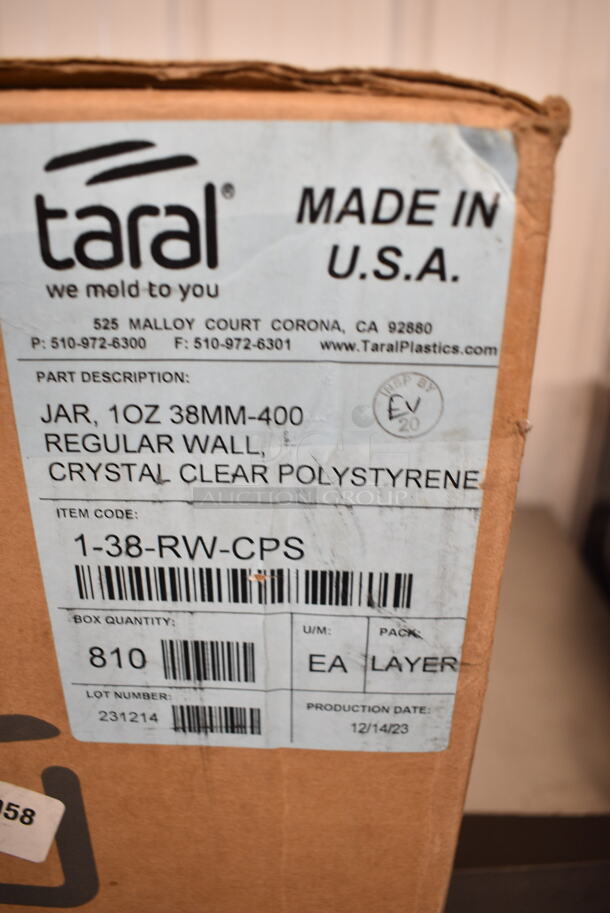 taral®
we mold to you
MADE IN
U.S.A.
525 MALLOY COURT CORONA, CA 92880
P: 510-972-6300 F: 510-972-6301 www.TaralPlastics.com
PART DESCRIPTION:
JAR, 1OZ 38MM-400
REGULAR WALL,
CRYSTAL CLEAR POLYSTYRENE
INSP BY
EV
20
AUCTION GROUP
ITEM CODE:
1-38-RW-CPS
BOX QUANTITY:
810
U/M:
EA
PACK:
LAYER
LOT NUMBER:
231214
PRODUCTION DATE:
12/14/23
058